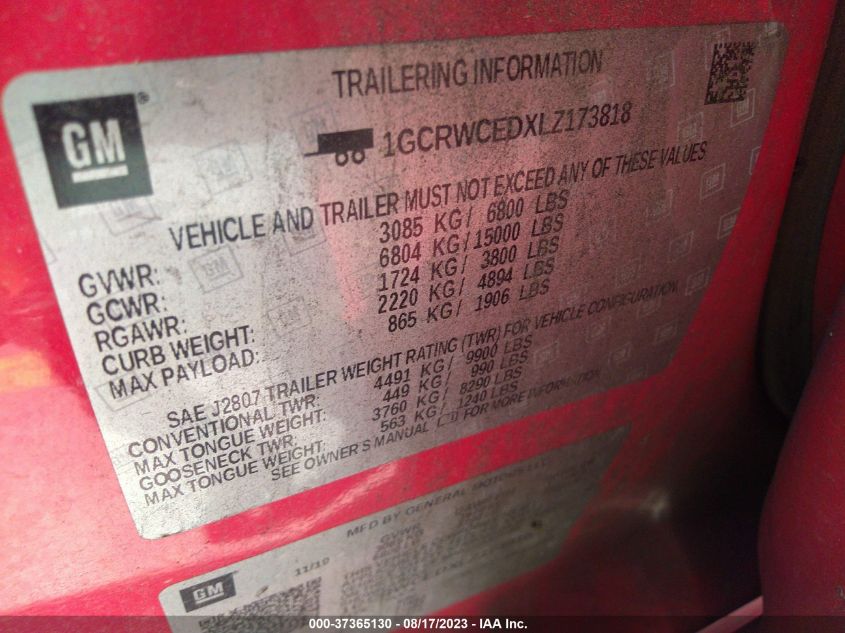 GM ®
TRAILERING INFORMATION
1GCRWCEDXLZ173818
VEHICLE AND TRAILER MUST NOT EXCEED ANY OF THESE VALUES
GVWR: 3085 KG/ 6800 LBS
GCWR: 6804 KG/15000 LBS
RGAWR: 1724 KG/ 3800 LBS
CURB WEIGHT: 2220 KG/ 4894 LBS
MAX PAYLOAD: 865 KG/ 1906 LBS
SAE J2807 TRAILER WEIGHT RATING (TWR) FOR VEHICLE CONFIGURATION
CONVENTIONAL TWR: 4491 KG/ 9900 LBS
MAX TONGUE WEIGHT: 449 KG/ 990 LBS
GOOSENECK TWR: 3760 KG/ 8290 LBS
MAX TONGUE WEIGHT: 563 KG/ 1240 LBS
SEE OWNER'S MANUAL FOR MORE INFORMATION
MFD BY GENERAL MOTORS LLC
GM 11/19 GVWR
000-37365130 - 08/17/2023 - IAA Inc.